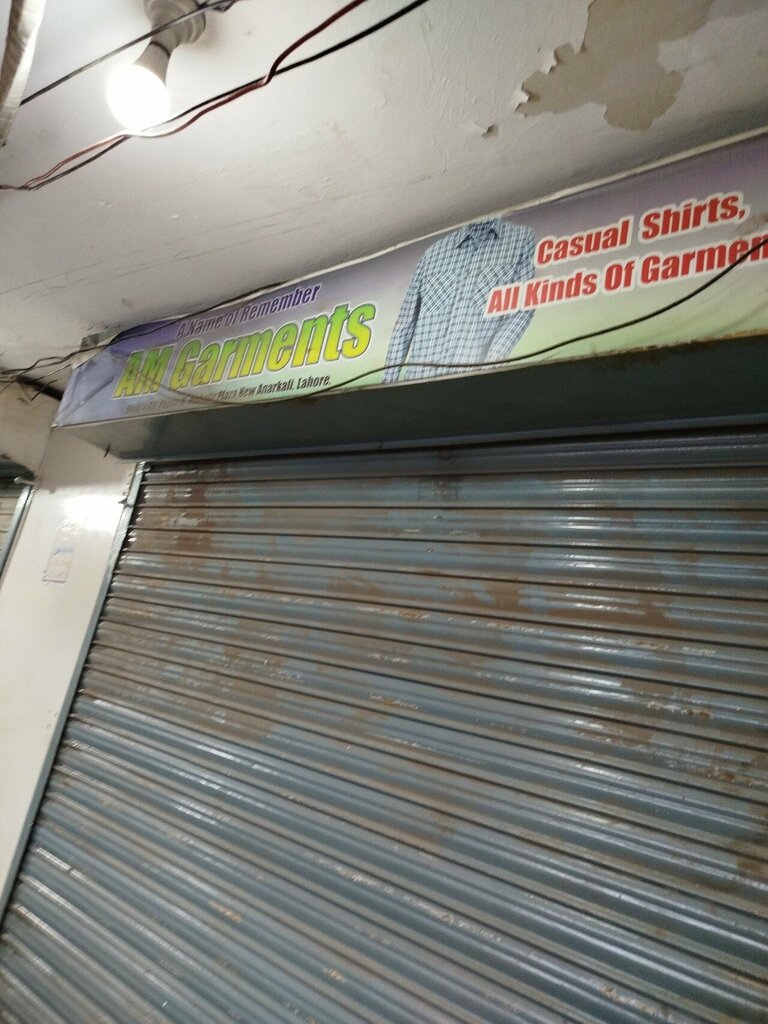 A Name of Remember
AM Garments
Plaza New Anarkali, Lahore.
Casual Shirts,
All Kinds Of Garmen